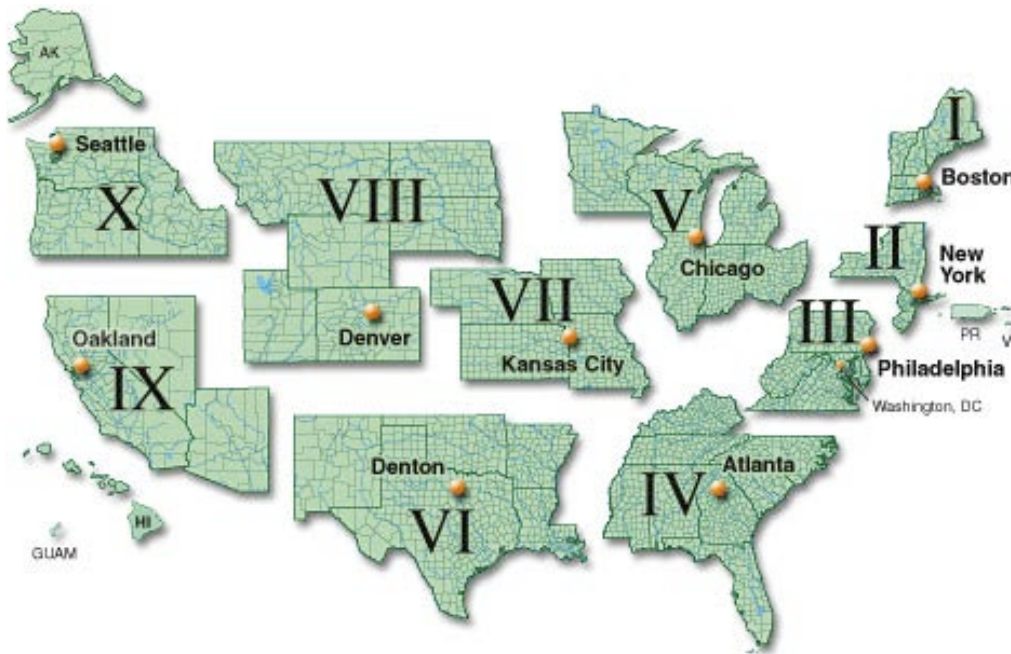 AK
Seattle
X
VIII
V
I
Boston
II
New
York
Chicago
Denver
VII
Kansas City
III
Philadelphia
Washington, DC
PR
V
Oakland
IX
HI
GUAM
Denton
VI
IV
Atlanta